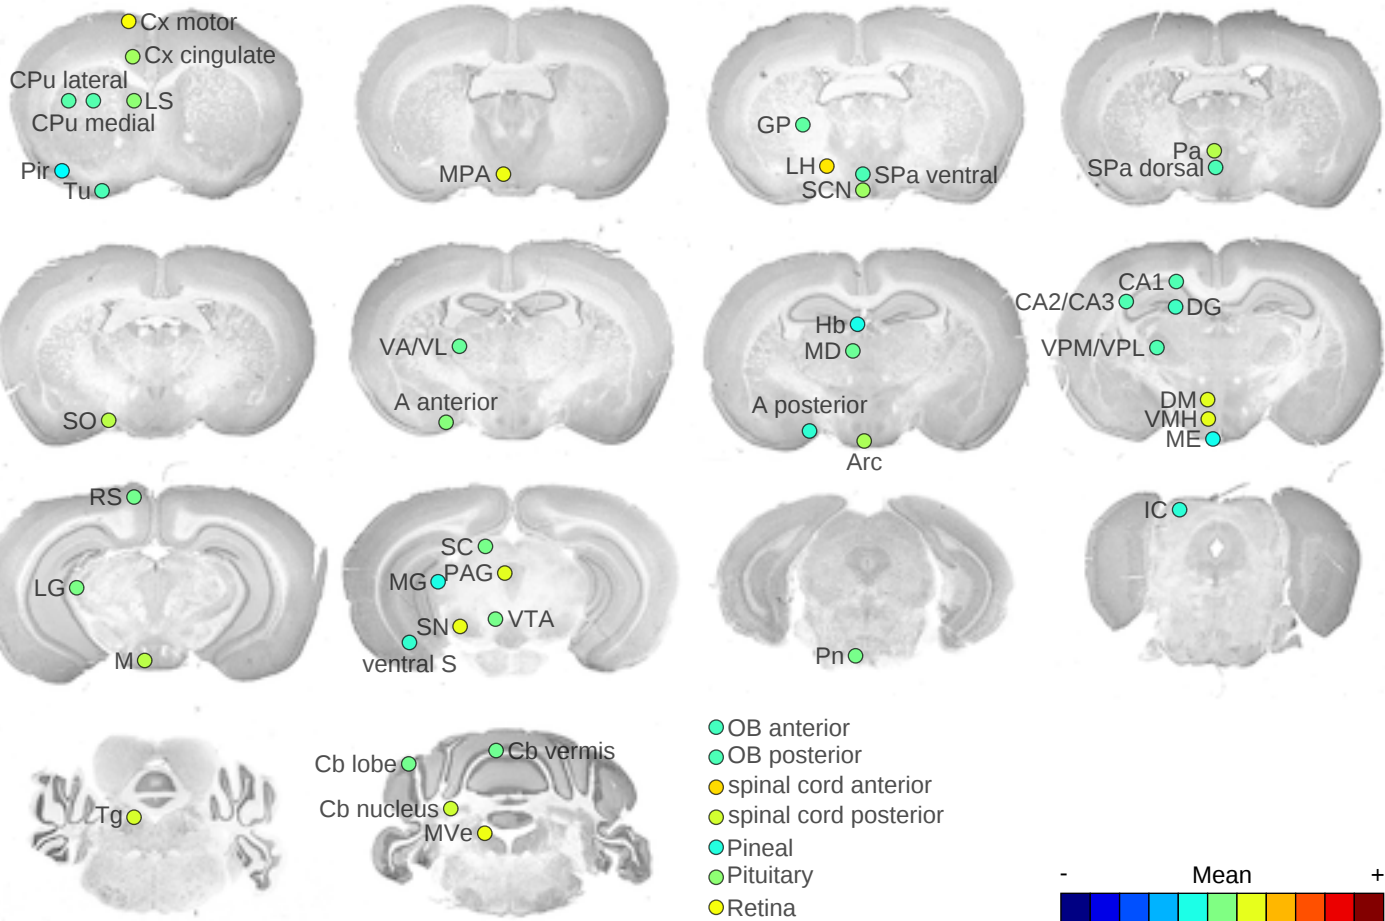 Cx motor
Cx cingulate
CPu lateral
LS
CPu medial
Pir
Tu
MPA
GP
LH
SPa ventral
SCN
Pa
SPa dorsal
SO
VA/VL
A anterior
Hb
MD
A posterior
Arc
CA1
CA2/CA3
DG
VPM/VPL
DM
VMH
ME
RS
LG
M
SC
MG
PAG
SN
VTA
ventral S
Pn
IC
Tg
Cb lobe
Cb vermis
Cb nucleus
MVe
OB anterior
OB posterior
spinal cord anterior
spinal cord posterior
Pineal
Pituitary
Retina
- Mean +